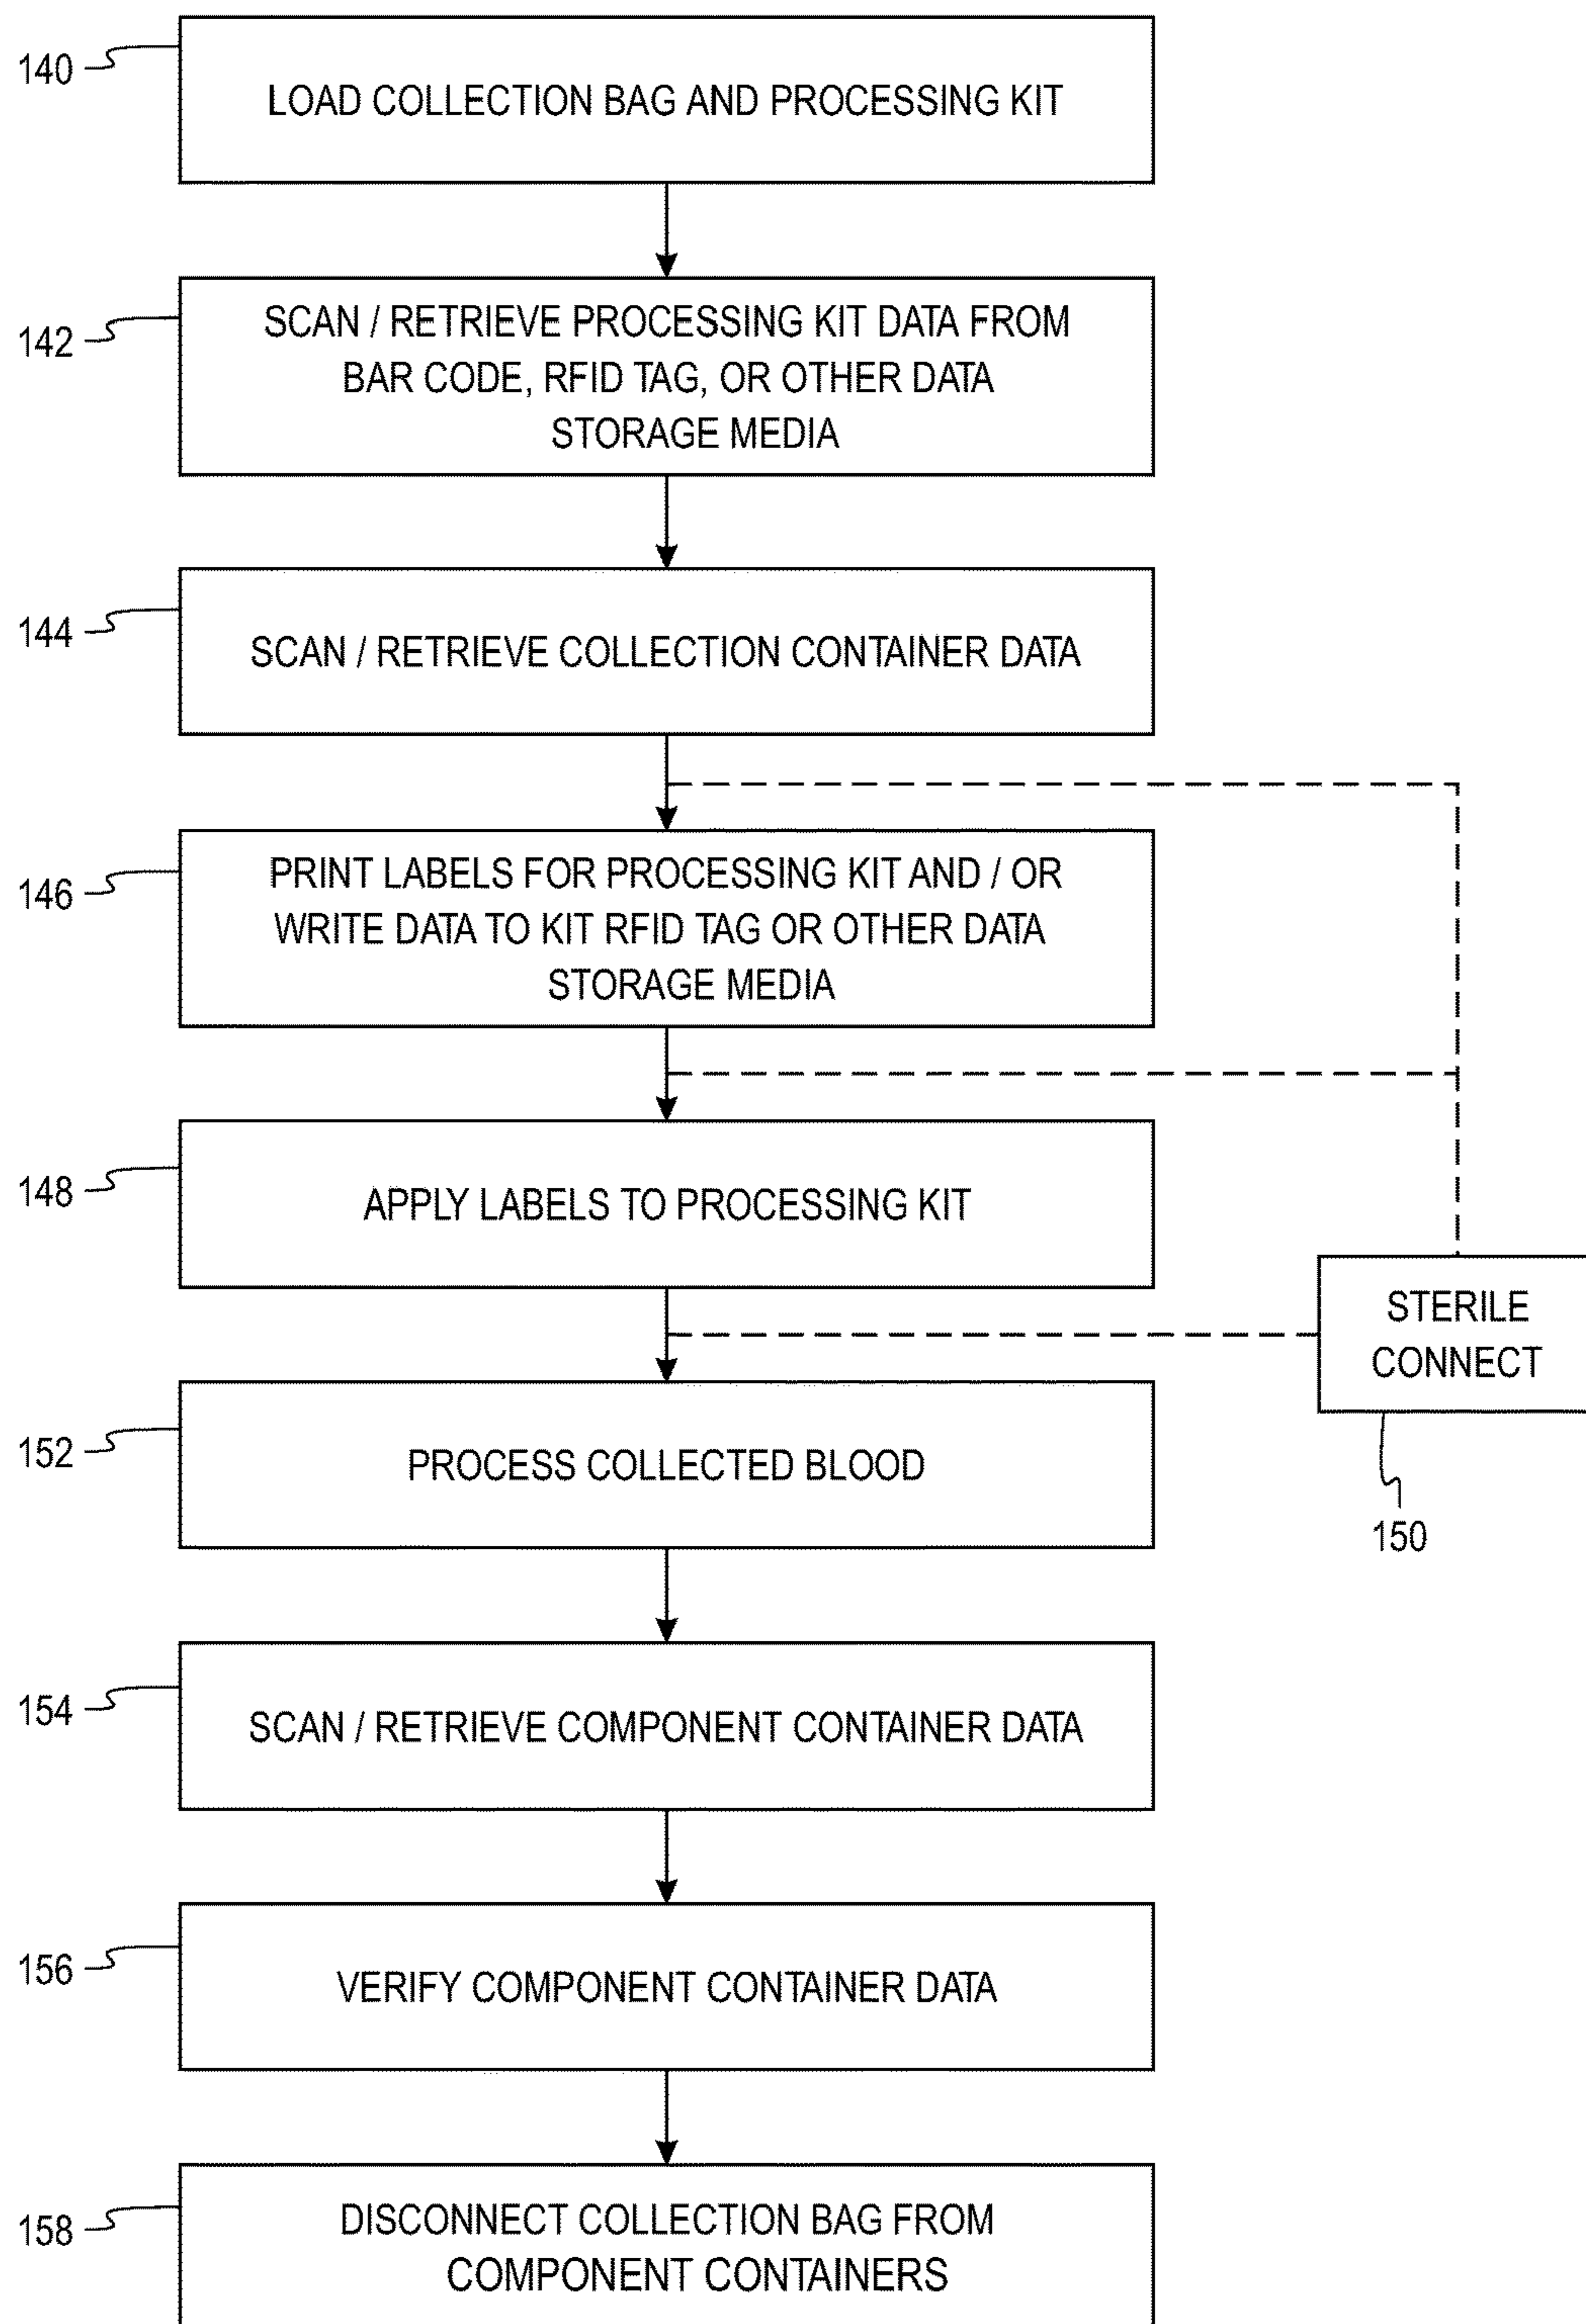 140
LOAD COLLECTION BAG AND PROCESSING KIT
142
SCAN / RETRIEVE PROCESSING KIT DATA FROM
BAR CODE, RFID TAG, OR OTHER DATA
STORAGE MEDIA
144
SCAN / RETRIEVE COLLECTION CONTAINER DATA
146
PRINT LABELS FOR PROCESSING KIT AND / OR
WRITE DATA TO KIT RFID TAG OR OTHER DATA
STORAGE MEDIA
148
APPLY LABELS TO PROCESSING KIT
STERILE
CONNECT
150
152
PROCESS COLLECTED BLOOD
154
SCAN / RETRIEVE COMPONENT CONTAINER DATA
156
VERIFY COMPONENT CONTAINER DATA
158
DISCONNECT COLLECTION BAG FROM
COMPONENT CONTAINERS